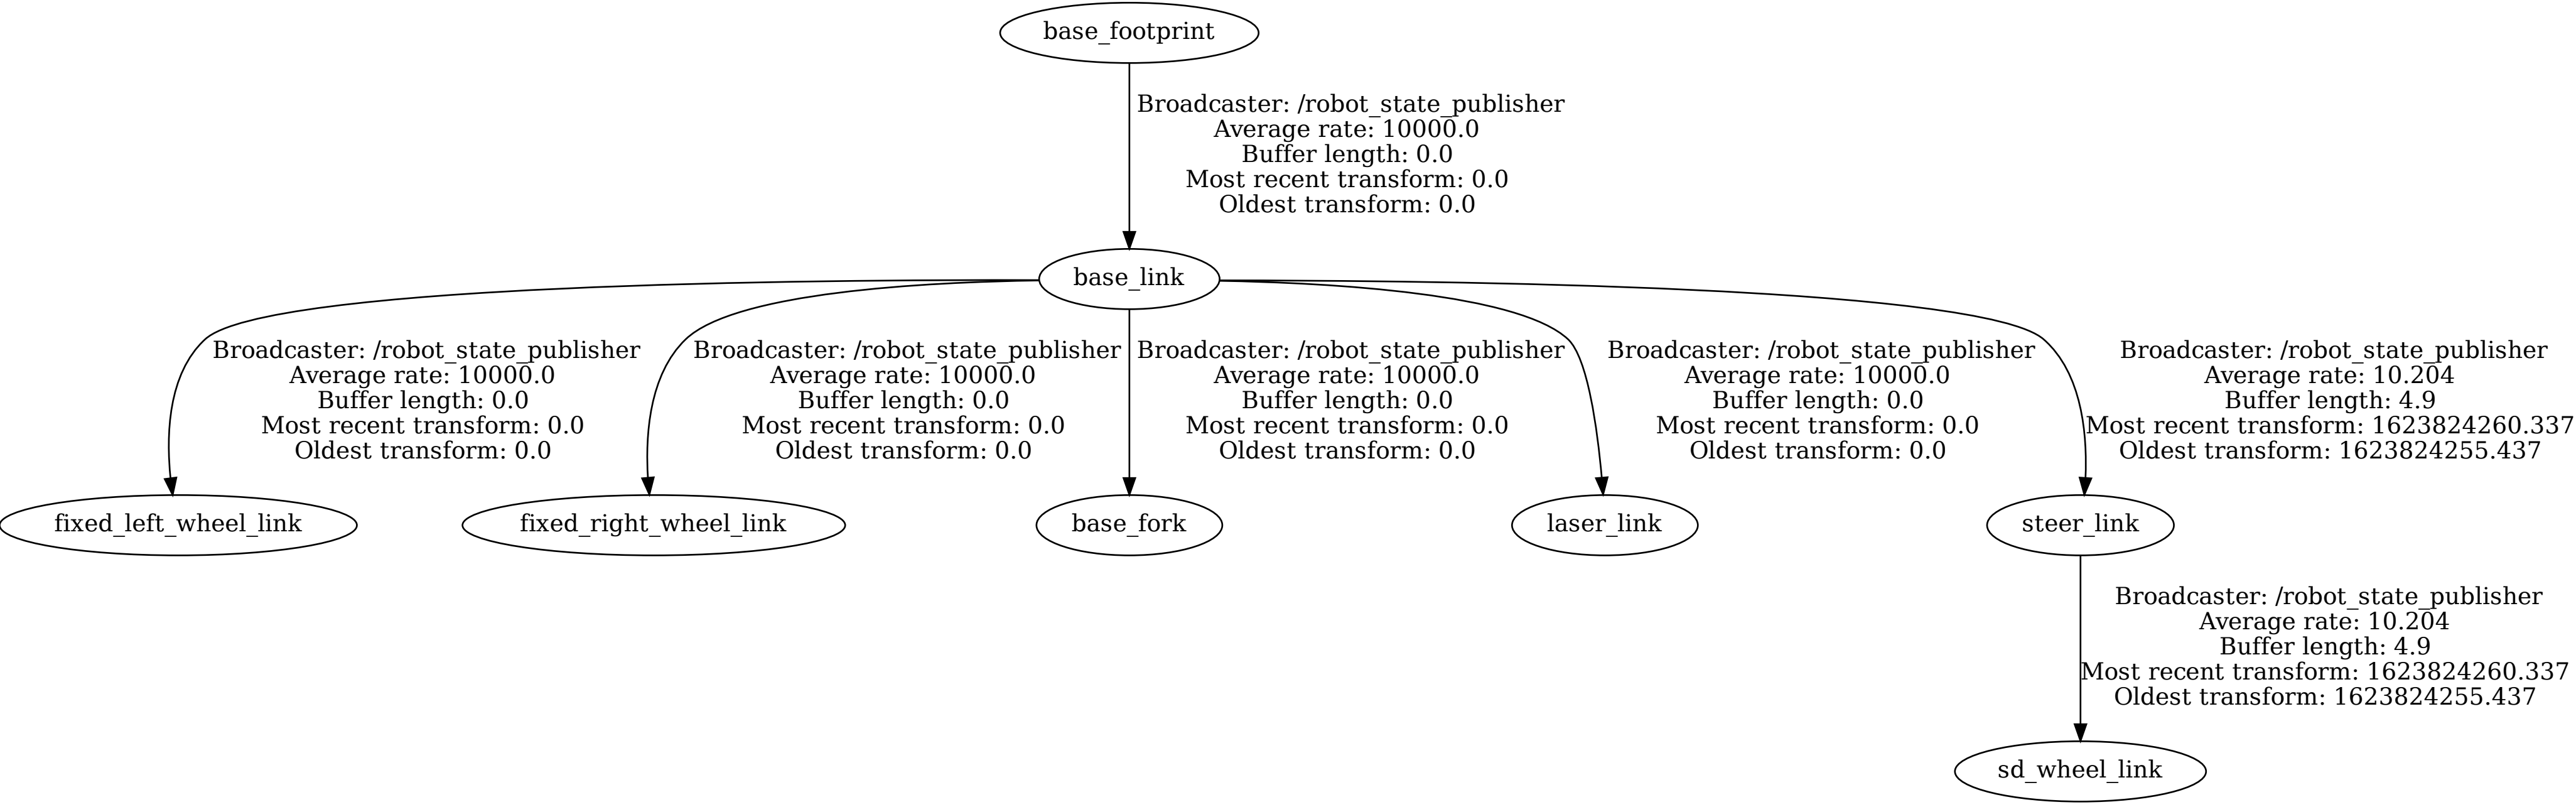 base_footprint
Broadcaster: /robot_state_publisher
Average rate: 10000.0
Buffer length: 0.0
Most recent transform: 0.0
Oldest transform: 0.0
base_link
Broadcaster: /robot_state_publisher
Average rate: 10000.0
Buffer length: 0.0
Most recent transform: 0.0
Oldest transform: 0.0
Broadcaster: /robot_state_publisher
Average rate: 10000.0
Buffer length: 0.0
Most recent transform: 0.0
Oldest transform: 0.0
Broadcaster: /robot_state_publisher
Average rate: 10000.0
Buffer length: 0.0
Most recent transform: 0.0
Oldest transform: 0.0
Broadcaster: /robot_state_publisher
Average rate: 10000.0
Buffer length: 0.0
Most recent transform: 0.0
Oldest transform: 0.0
Broadcaster: /robot_state_publisher
Average rate: 10.204
Buffer length: 4.9
Most recent transform: 1623824260.337
Oldest transform: 1623824255.437
fixed_left_wheel_link
fixed_right_wheel_link
base_fork
laser_link
steer_link
Broadcaster: /robot_state_publisher
Average rate: 10.204
Buffer length: 4.9
Most recent transform: 1623824260.337
Oldest transform: 1623824255.437
sd_wheel_link